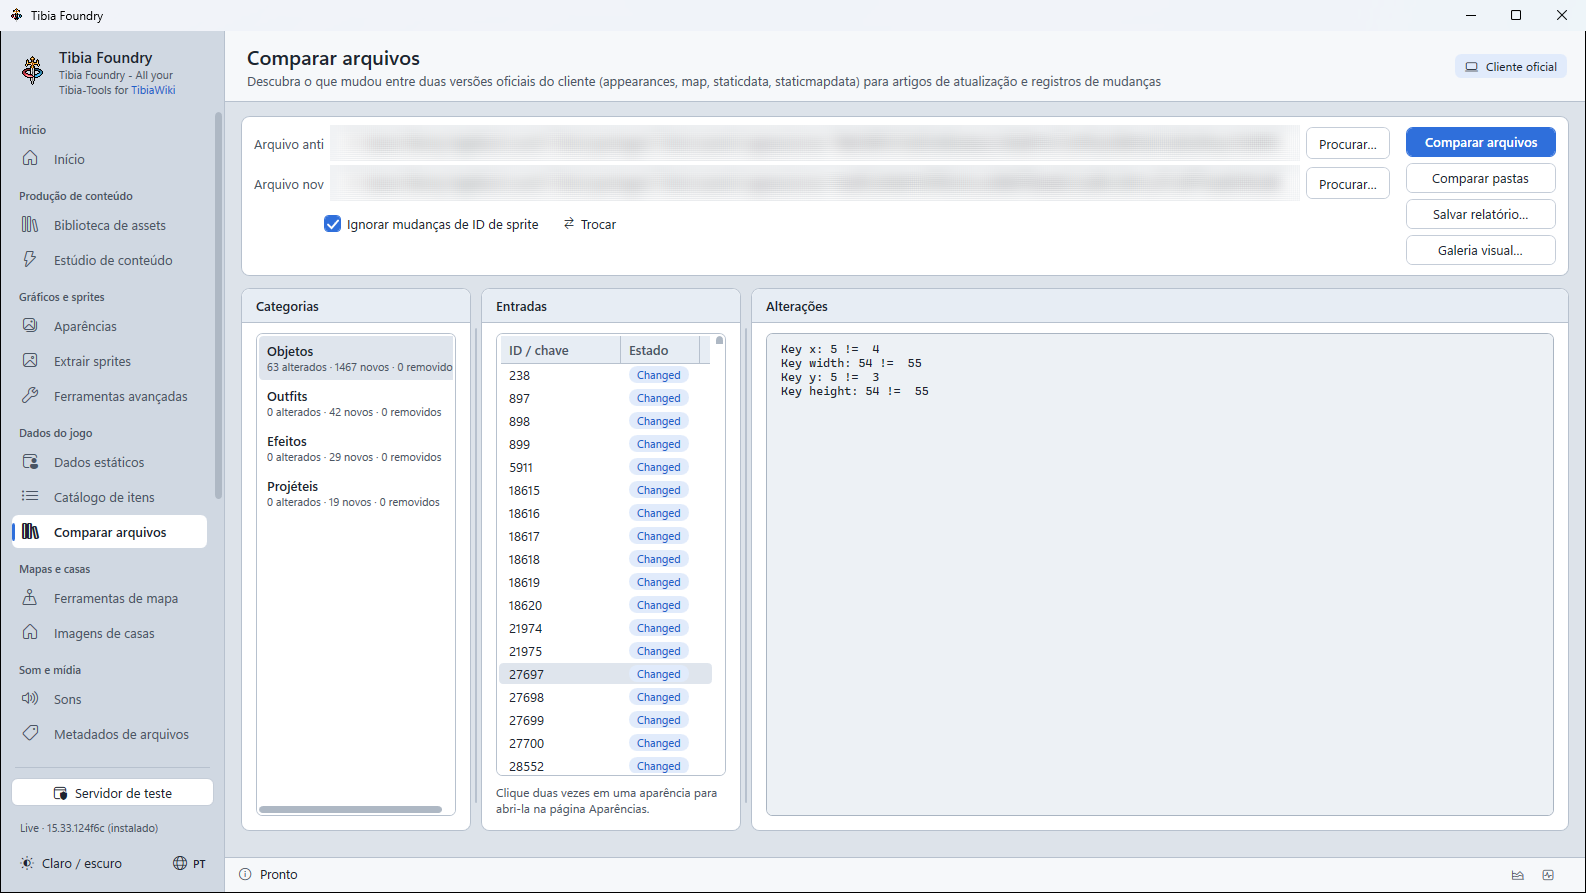 Tibia Foundry
Tibia Foundry
Tibia Foundry - All your
Tibia-Tools for TibiaWiki
Início
Início
Produção de conteúdo
Biblioteca de assets
Estúdio de conteúdo
Gráficos e sprites
Aparências
Extrair sprites
Ferramentas avançadas
Dados do jogo
Dados estáticos
Catálogo de itens
Comparar arquivos
Mapas e casas
Ferramentas de mapa
Imagens de casas
Som e mídia
Sons
Metadados de arquivos
Servidor de teste
Live · 15.33.124f6c (instalado)
Claro / escuro
PT
Comparar arquivos
Descubra o que mudou entre duas versões oficiais do cliente (appearances, map, staticdata, staticmapdata) para artigos de atualização e registros de mudanças
Cliente oficial
Arquivo anti
Procurar...
Arquivo nov
Procurar...
Ignorar mudanças de ID de sprite
Trocar
Comparar arquivos
Comparar pastas
Salvar relatório...
Galeria visual...
Categorias
Objetos
63 alterados · 1467 novos · 0 removido
Outfits
0 alterados · 42 novos · 0 removidos
Efeitos
0 alterados · 29 novos · 0 removidos
Projéteis
0 alterados · 19 novos · 0 removidos
Entradas
ID / chave Estado
238 Changed
897 Changed
898 Changed
899 Changed
5911 Changed
18615 Changed
18616 Changed
18617 Changed
18618 Changed
18619 Changed
18620 Changed
21974 Changed
21975 Changed
27697 Changed
27698 Changed
27699 Changed
27700 Changed
28552 Changed
Clique duas vezes em uma aparência para
abri-la na página Aparências.
Alterações
Key x: 5 !=  4
Key width: 54 !=  55
Key y: 5 !=  3
Key height: 54 !=  55
Pronto